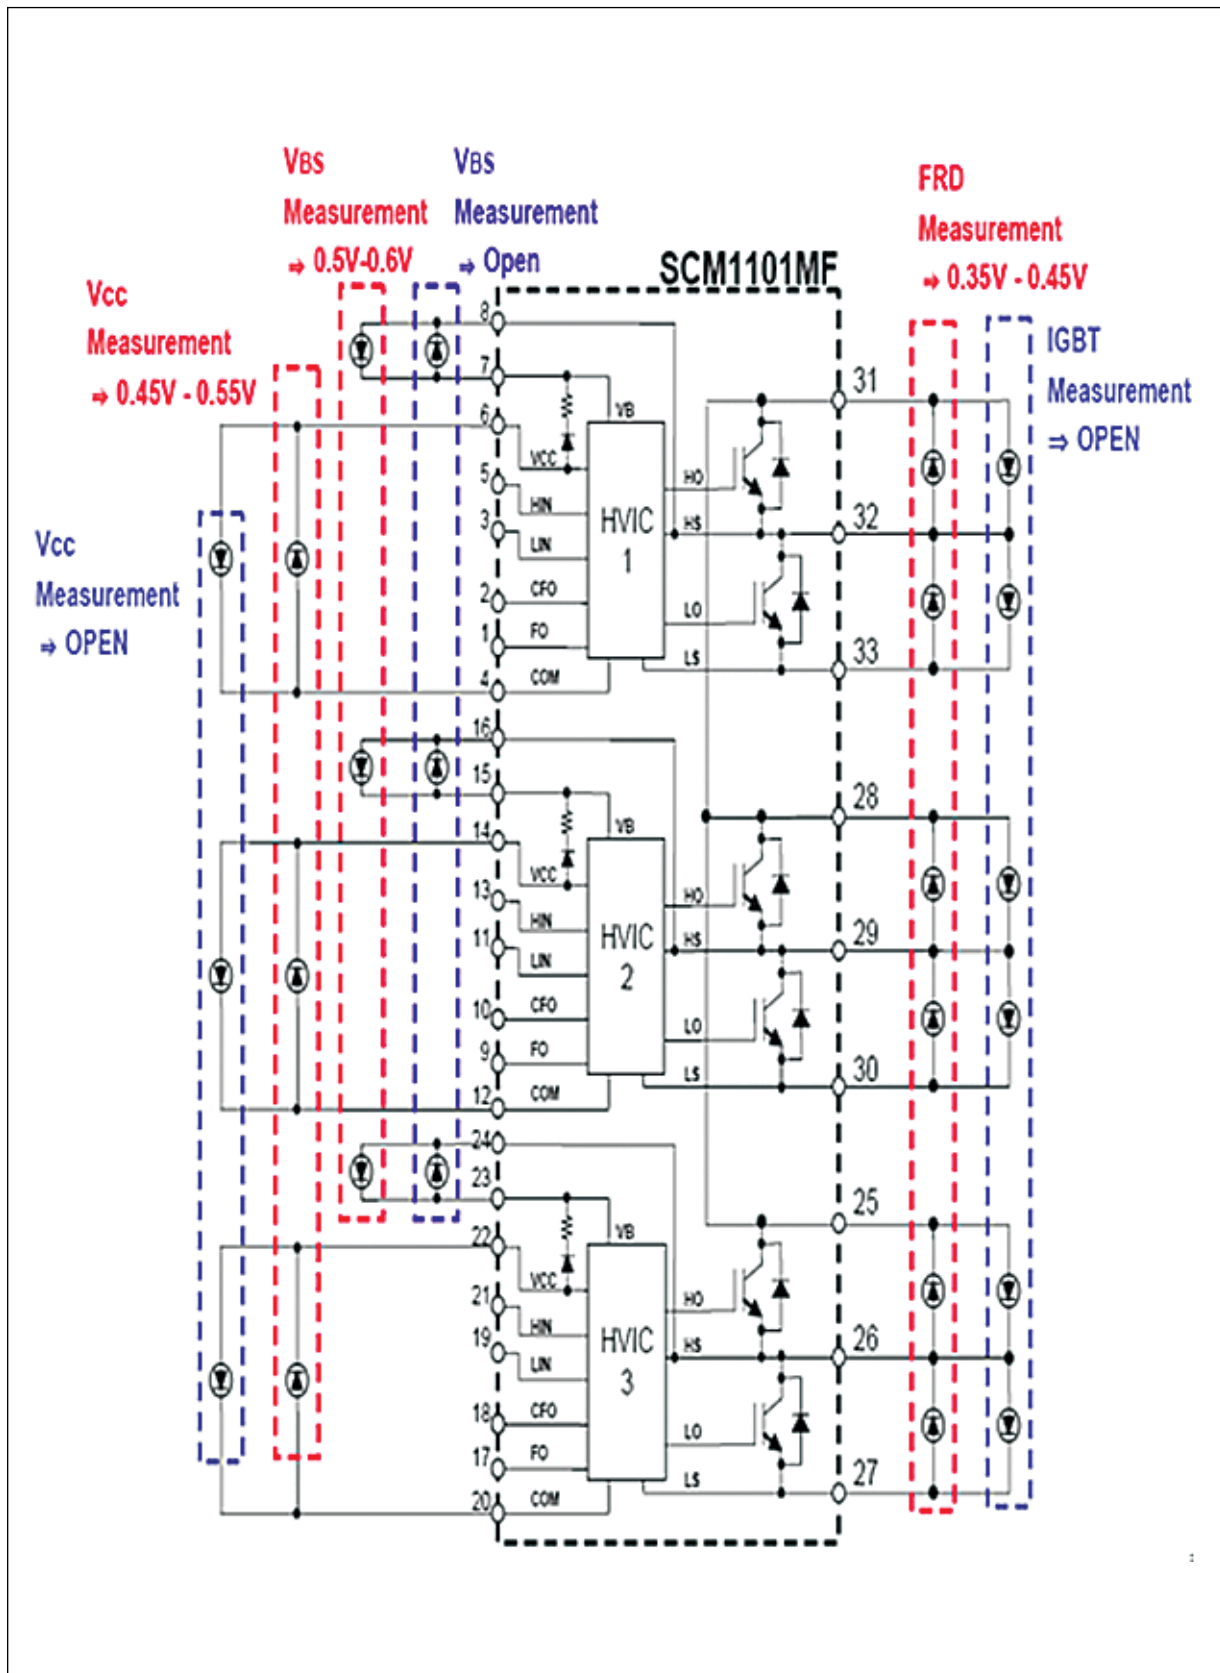 VBS
Measurement
⇒ 0.5V-0.6V
VBS
Measurement
⇒ Open
FRD
Measurement
⇒ 0.35V - 0.45V
SCM1101MF
Vcc
Measurement
⇒ 0.45V - 0.55V
IGBT
Measurement
⇒ OPEN
Vcc
Measurement
⇒ OPEN
8
7
6
5
3
2
1
4
VB
VCC
HIN
LIN
CFO
FO
COM
HVIC
1
HO
HS
LO
LS
31
32
33
16
15
14
13
11
10
9
12
VB
VCC
HIN
LIN
CFO
FO
COM
HVIC
2
HO
HS
LO
LS
28
29
30
24
23
22
21
19
18
17
20
VB
VCC
HIN
LIN
CFO
FO
COM
HVIC
3
HO
HS
LO
LS
25
26
27